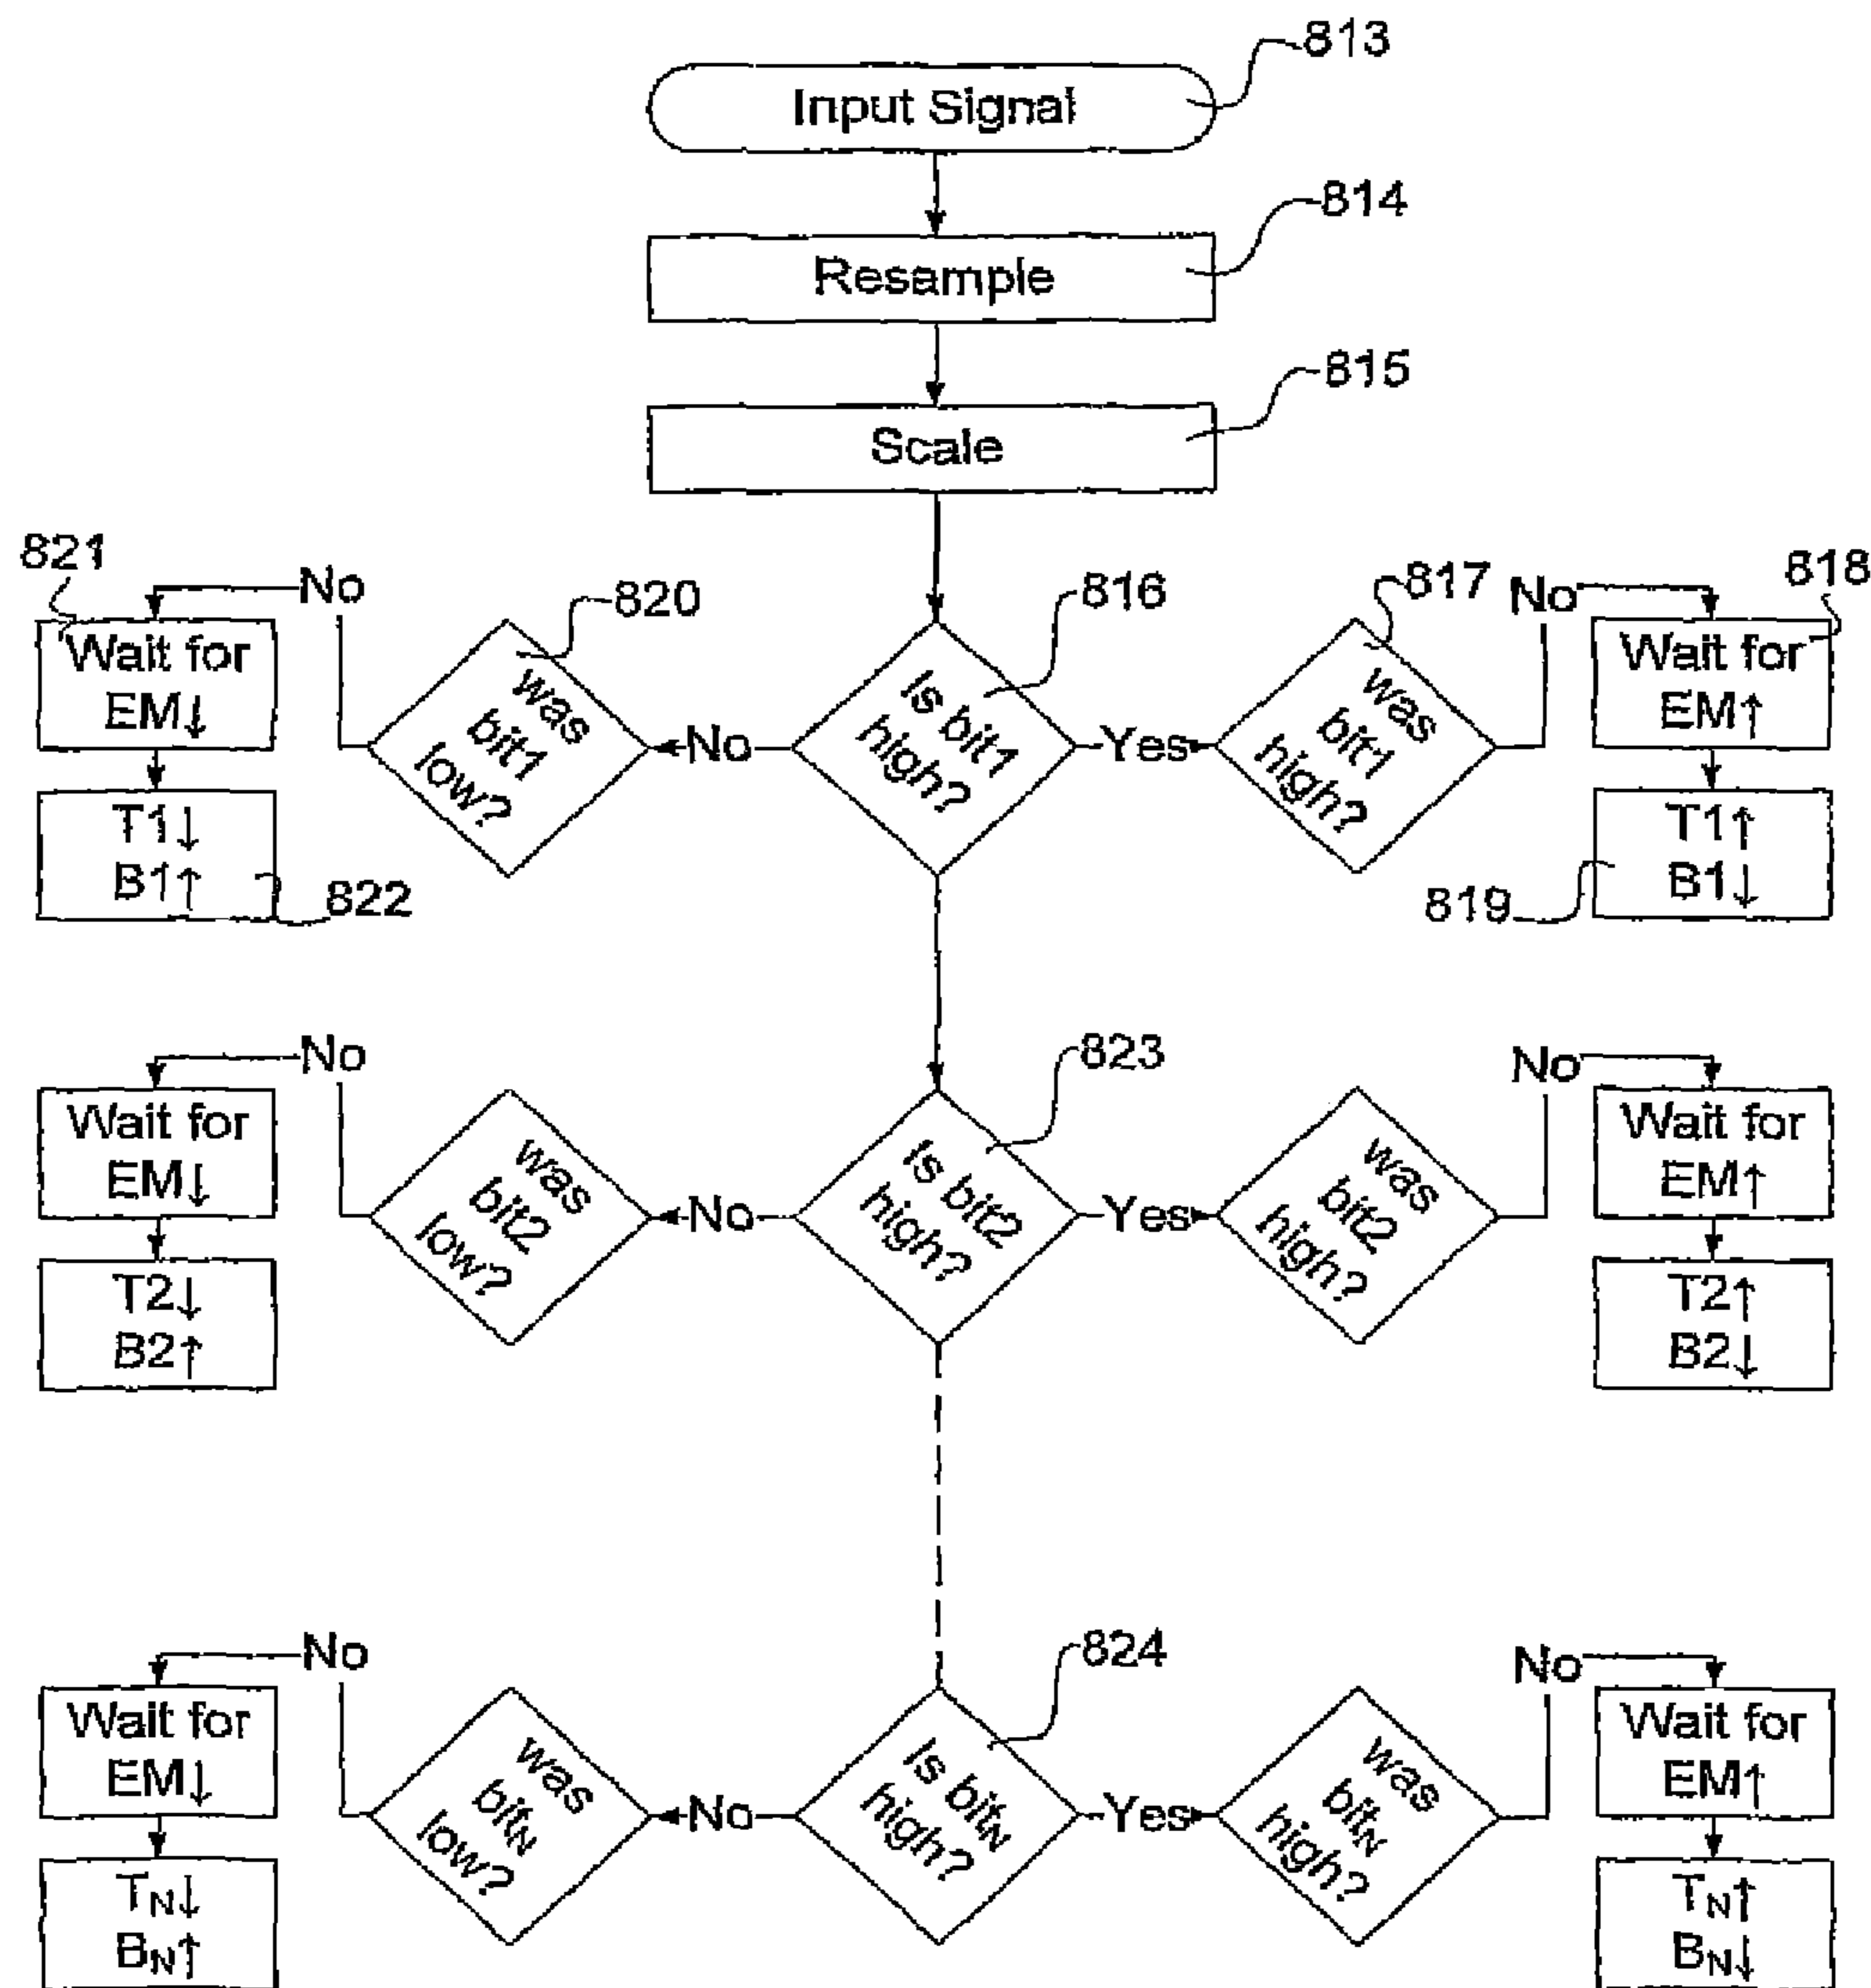 813
Input Signal
814
Resample
815
Scale
821
No
820
816
817
No
818
Wait for
EM↓
was
bit1
low?
No
Is bit1
high?
Yes
was
bit1
high?
Wait for
EM↑
T1↓
B1↑
822
819
T1↑
B1↓
No
823
No
Wait for
EM↓
was
bit2
low?
No
Is bit2
high?
Yes
was
bit2
high?
Wait for
EM↑
T2↓
B2↑
T2↑
B2↓
No
824
No
Wait for
EM↓
was
bitN
low?
No
Is bitN
high?
Yes
was
bitN
high?
Wait for
EM↑
TN↓
BN↑
TN↑
BN↓